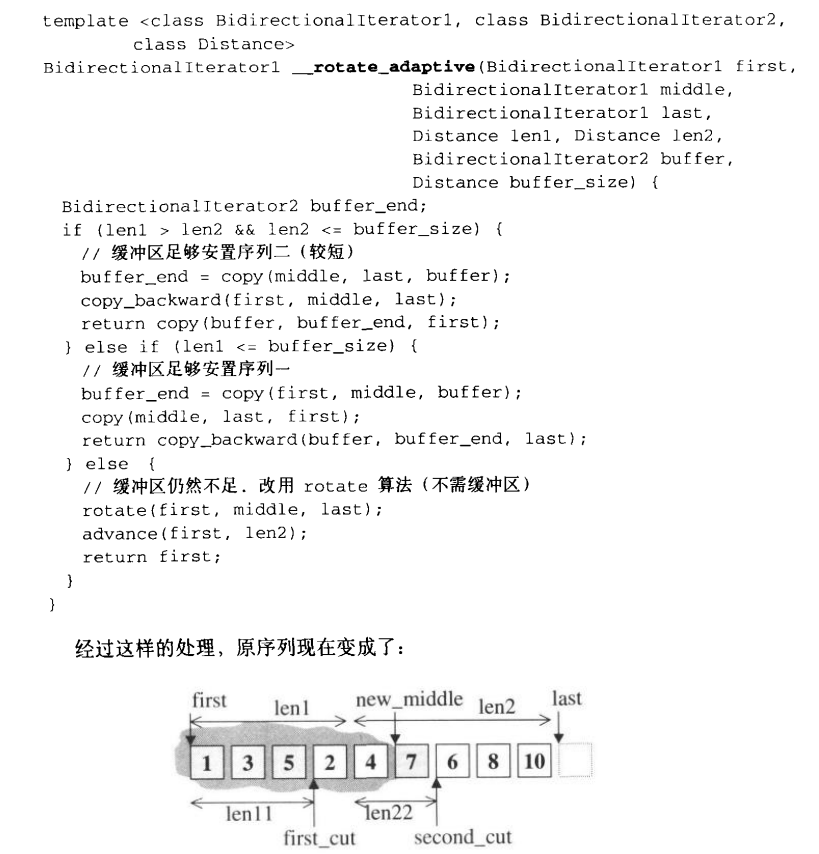 template <class BidirectionalIterator1, class BidirectionalIterator2,
class Distance>
BidirectionalIterator1 __rotate_adaptive(BidirectionalIterator1 first,
BidirectionalIterator1 middle,
BidirectionalIterator1 last,
Distance len1, Distance len2,
BidirectionalIterator2 buffer,
Distance buffer_size) {
BidirectionalIterator2 buffer_end;
if (len1 > len2 && len2 <= buffer_size) {
// 缓冲区足够安置序列二（较短）
buffer_end = copy(middle, last, buffer);
copy_backward(first, middle, last);
return copy(buffer, buffer_end, first);
} else if (len1 <= buffer_size) {
// 缓冲区足够安置序列一
buffer_end = copy(first, middle, buffer);
copy(middle, last, first);
return copy_backward(buffer, buffer_end, last);
} else {
// 缓冲区仍然不足．改用 rotate 算法（不需缓冲区）
rotate(first, middle, last);
advance(first, len2);
return first;
}
}
经过这样的处理，原序列现在变成了：
first len1 new_middle len2 last
1 3 5 2 4 7 6 8 10
len11 len22
first_cut second_cut